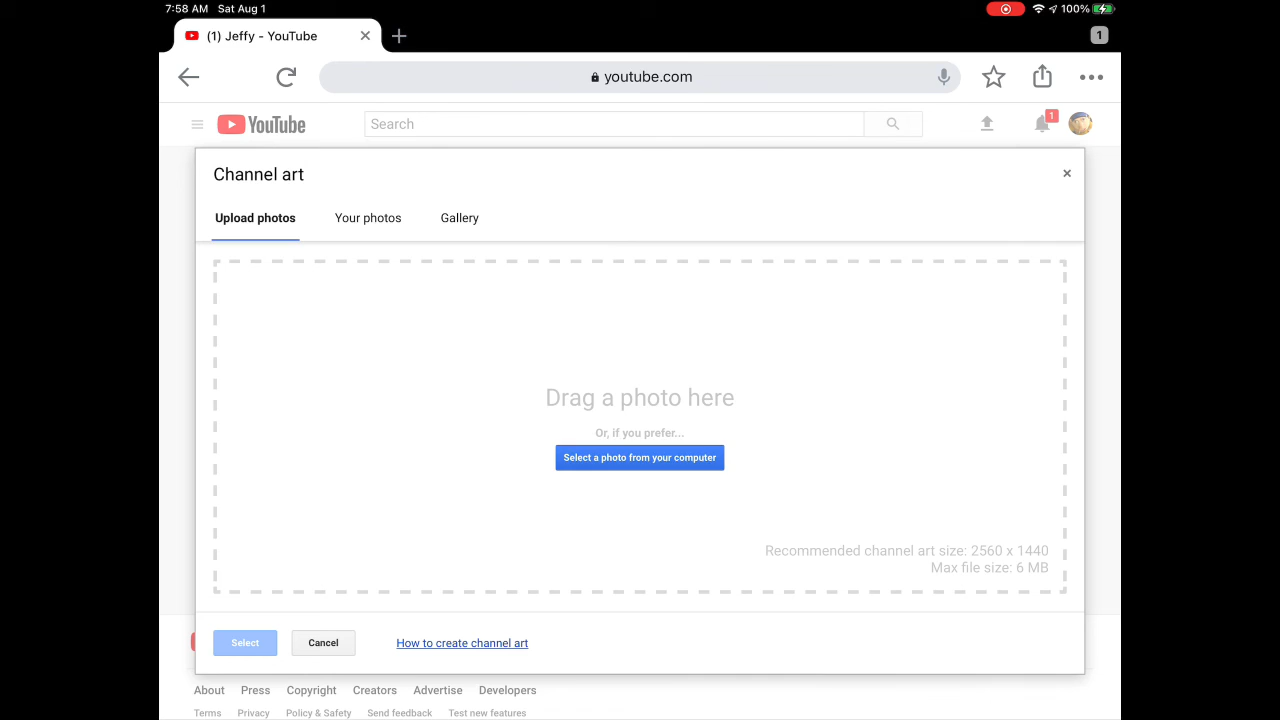 7:58 AM Sat Aug 1 100%
(1) Jeffy - YouTube 1
youtube.com
YouTube Search 1
Channel art
Upload photos Your photos Gallery
Drag a photo here
Or, if you prefer...
Select a photo from your computer
Recommended channel art size: 2560 x 1440
Max file size: 6 MB
Select Cancel How to create channel art
About Press Copyright Creators Advertise Developers
Terms Privacy Policy & Safety Send feedback Test new features